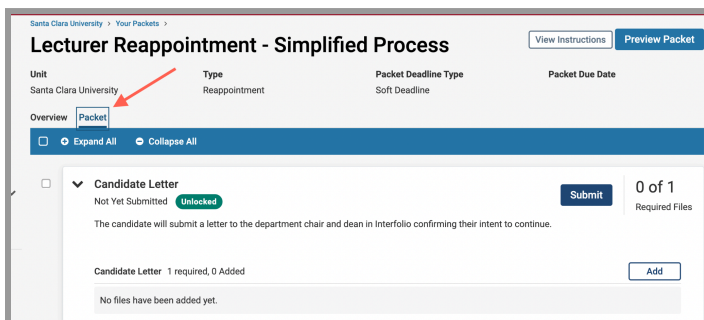 Santa Clara University > Your Packets >
Lecturer Reappointment - Simplified Process
View Instructions
Preview Packet
Unit
Type
Packet Deadline Type
Packet Due Date
Santa Clara University
Reappointment
Soft Deadline
Overview
Packet
Expand All
Collapse All
Candidate Letter
Not Yet Submitted
Unlocked
Submit
0 of 1
Required Files
The candidate will submit a letter to the department chair and dean in Interfolio confirming their intent to continue.
Candidate Letter 1 required, 0 Added
Add
No files have been added yet.